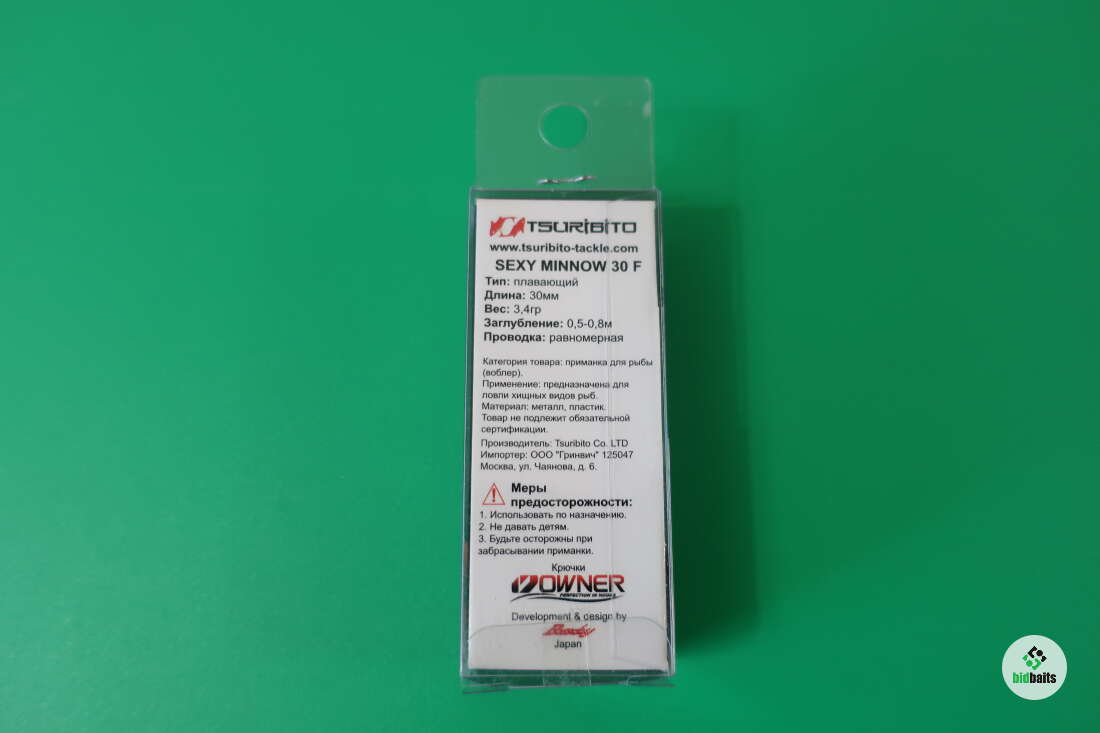 TSURIBITO
www.tsuribito-tackle.com
SEXY MINNOW 30 F
Тип: плавающий
Длина: 30мм
Вес: 3,4гр
Заглубление: 0,5-0,8м
Проводка: равномерная
Категория товара: приманка для рыбы
(воблер).
Применение: предназначена для
ловли хищных видов рыб.
Материал: металл, пластик.
Товар не подлежит обязательной
сертификации.
Производитель: Tsuribito Co. LTD
Импортер: ООО "Гринвич" 125047
Москва, ул. Чаянова, д. 6.
Меры
предосторожности:
1. Использовать по назначению.
2. Не давать детям.
3. Будьте осторожны при
забрасывании приманки.
Крючки
OWNER
PERFECTION IN HOOKS
Development & design by
Japan
bidbaits